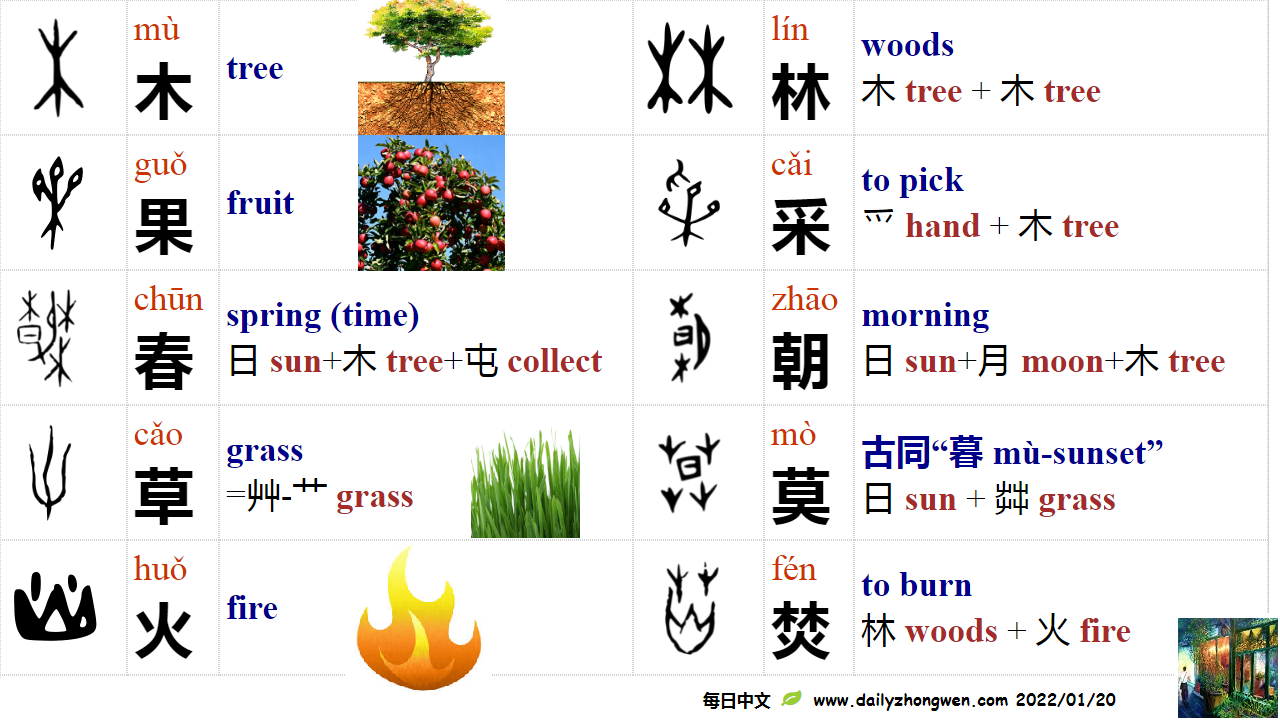 mù
木
tree
lín
林
woods
木 tree + 木 tree
guǒ
果
fruit
cǎi
采
to pick
爫 hand + 木 tree
chūn
春
spring (time)
日 sun+木 tree+屯 collect
zhāo
朝
morning
日 sun+月 moon+木 tree
cǎo
草
grass
=艸-艹 grass
mò
莫
古同“暮 mù-sunset”
日 sun + 茻 grass
huǒ
火
fire
fén
焚
to burn
林 woods + 火 fire
每日中文 www.dailyzhongwen.com 2022/01/20